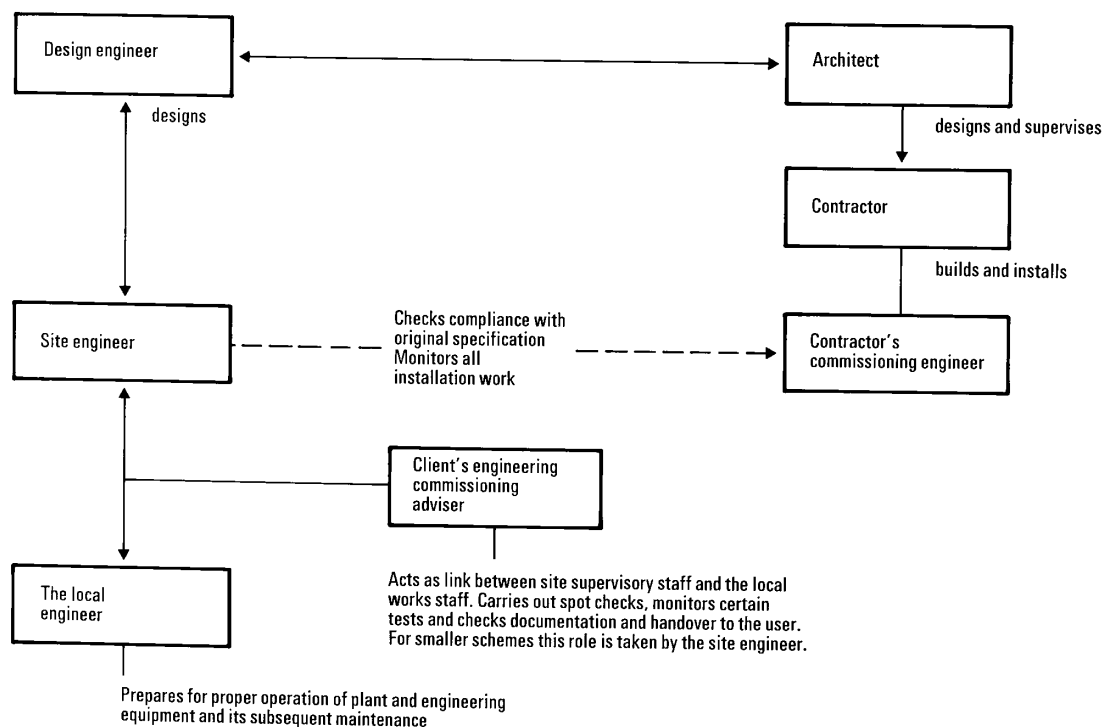 Design engineer
Architect
designs
designs and supervises
Contractor
builds and installs
Site engineer
Checks compliance with
original specification
Monitors all
installation work
Contractor's
commissioning engineer
Client's engineering
commissioning
adviser
The local
engineer
Acts as link between site supervisory staff and the local
works staff. Carries out spot checks, monitors certain
tests and checks documentation and handover to the user.
For smaller schemes this role is taken by the site engineer.
Prepares for proper operation of plant and engineering
equipment and its subsequent maintenance